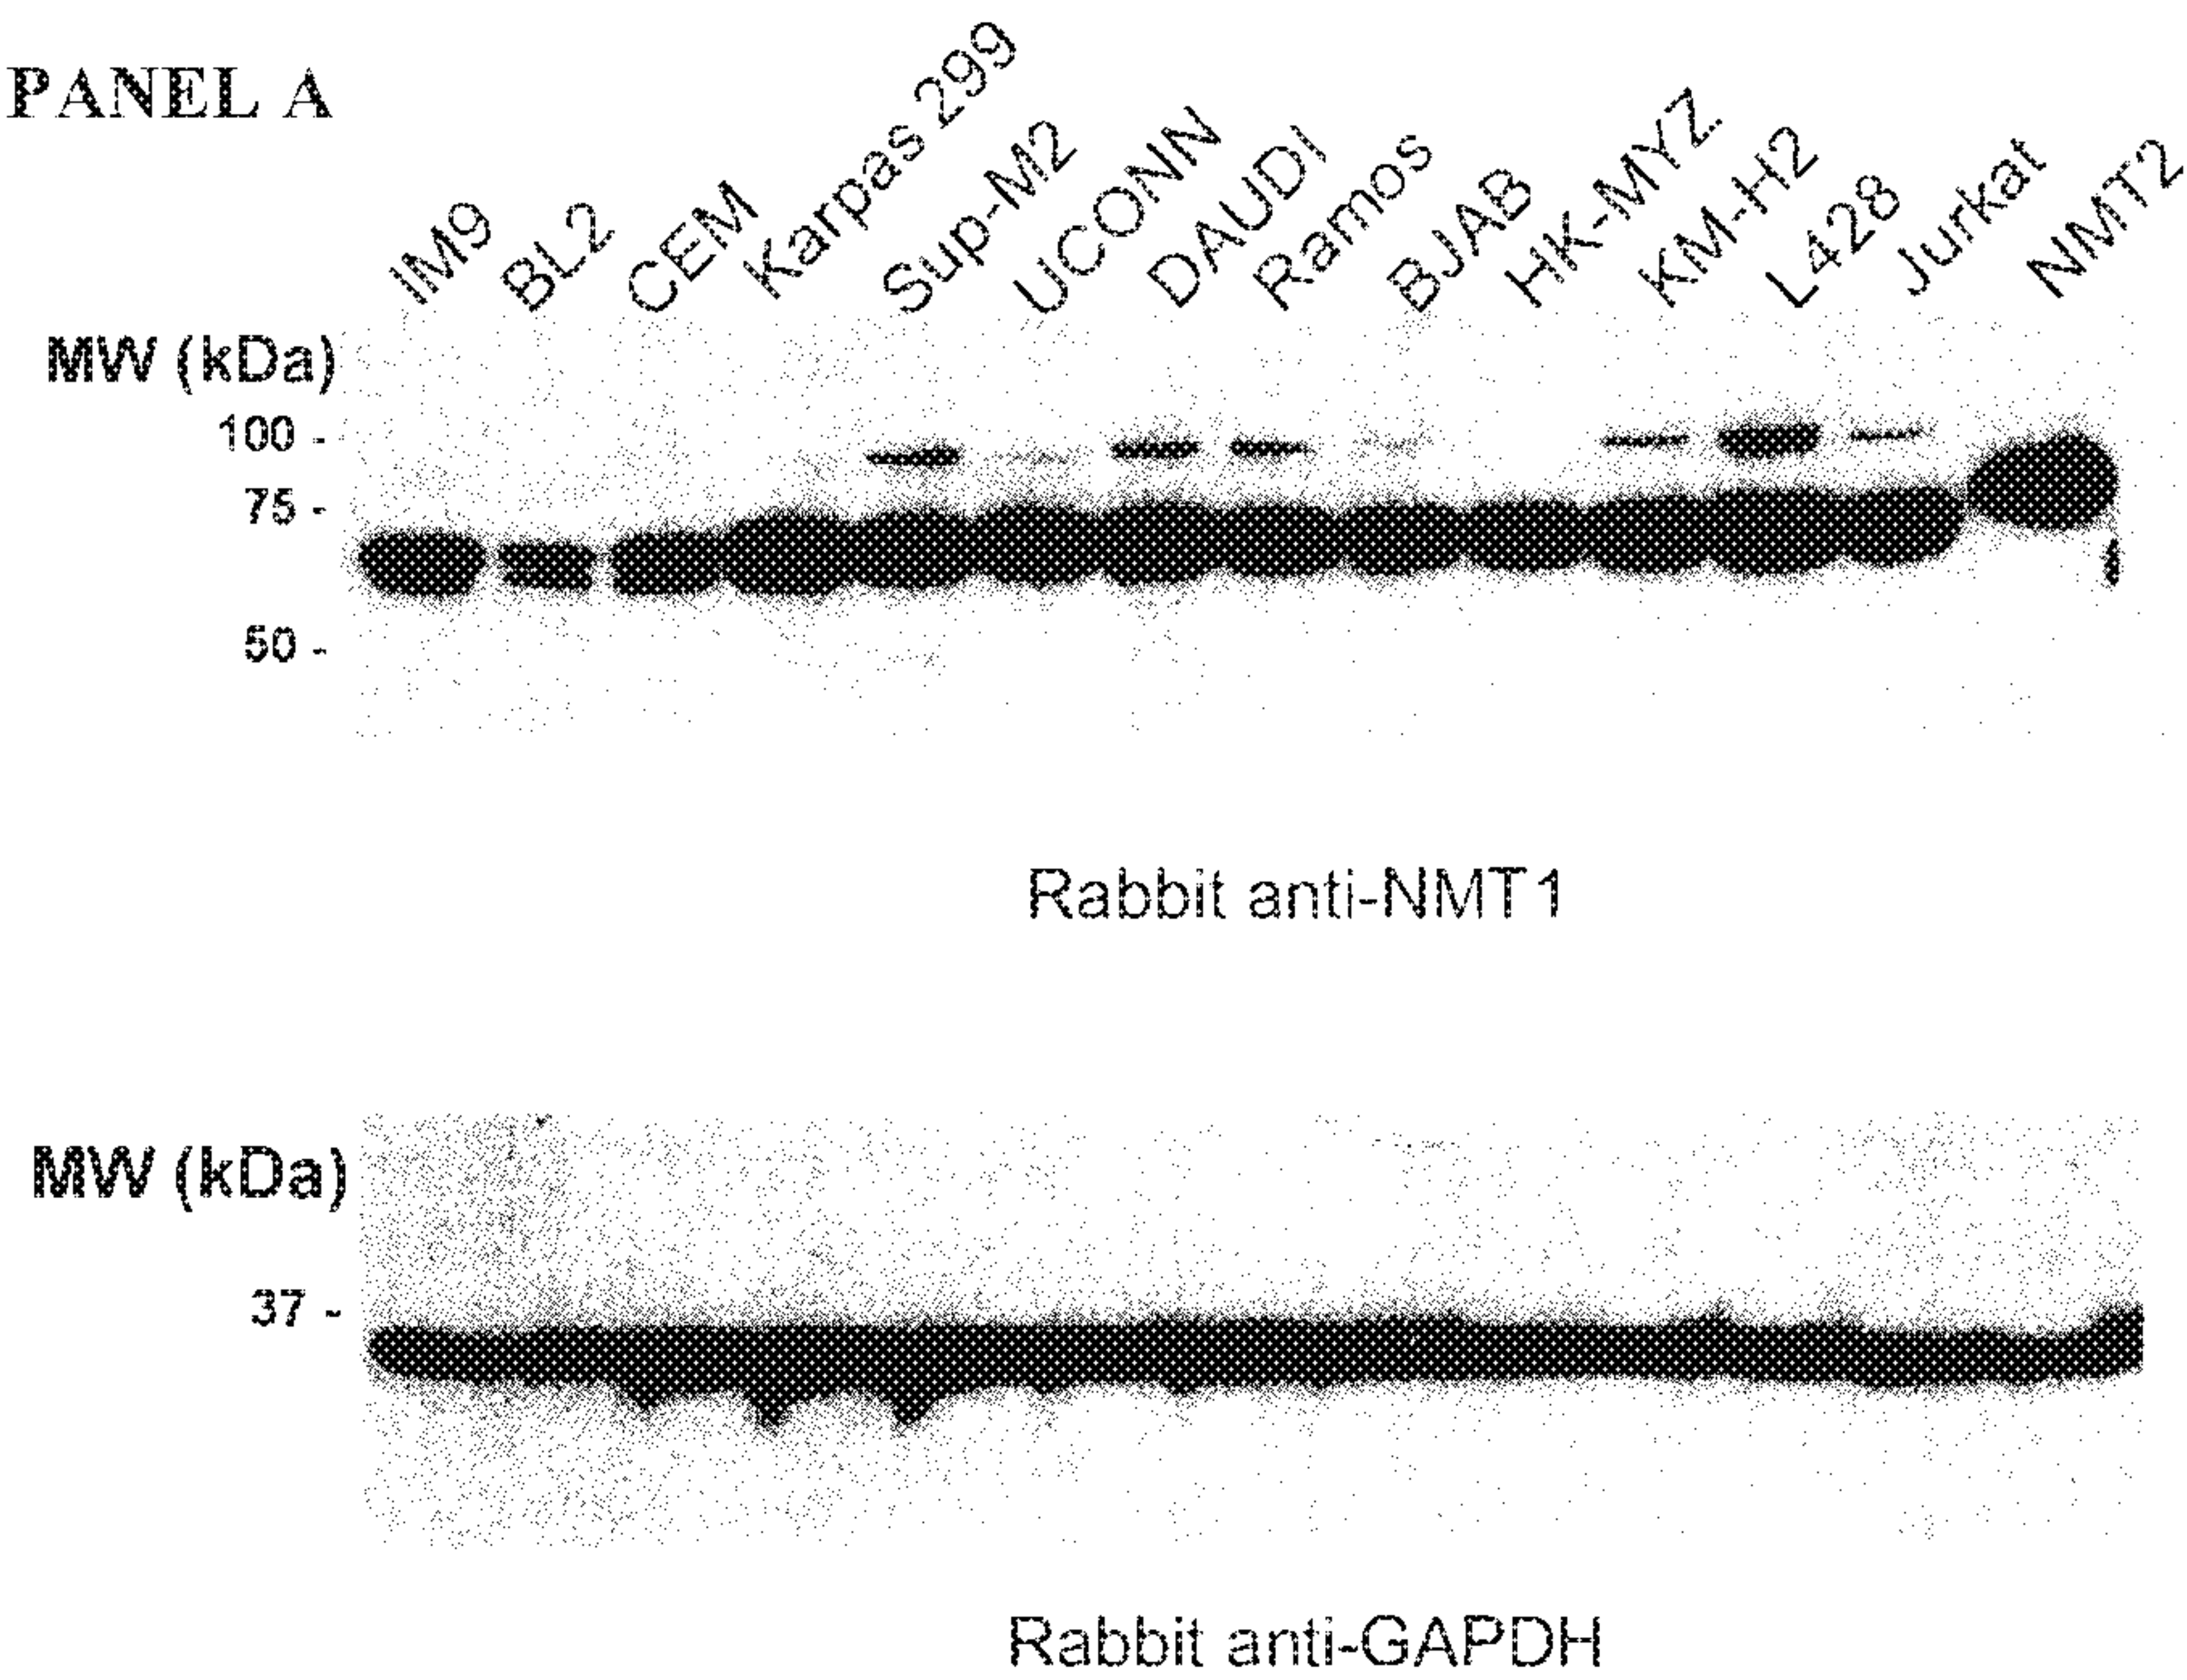 PANEL A
IM9
BL2
CEM
Karpas 299
Sup-M2
UCONN
DAUDI
Ramos
BJAB
HK-MYZ
KM-H2
L428
Jurkat
NMT2
MW (kDa)
100 -
75 -
50 -
Rabbit anti-NMT1
MW (kDa)
37 -
Rabbit anti-GAPDH